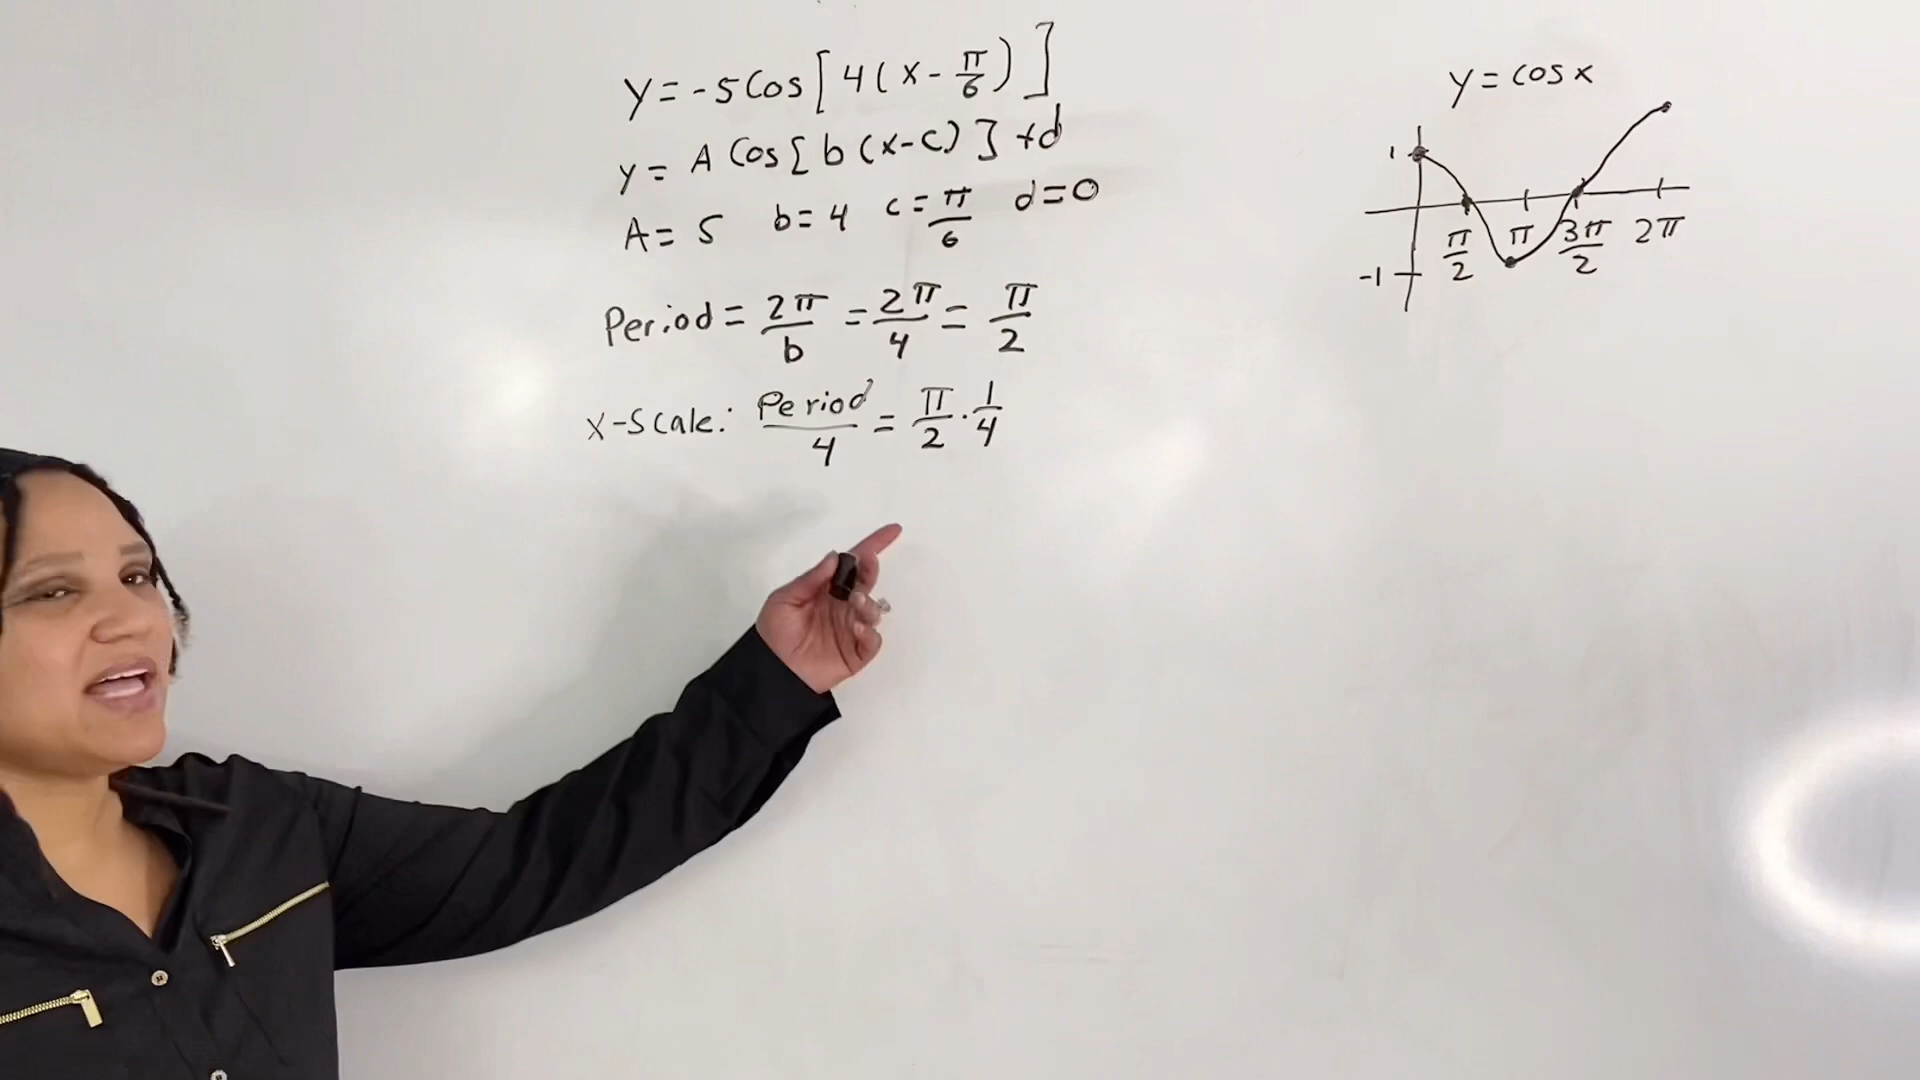 y = -5 Cos [ 4 ( x - π/6 ) ]
y = A Cos [ b (x-c) ] + d
A = 5 b = 4 c = π/6 d = 0
Period = 2π/b = 2π/4 = π/2
x-Scale: Period/4 = π/2 · 1/4
y = cos x
1
π/2 π 3π/2 2π
-1